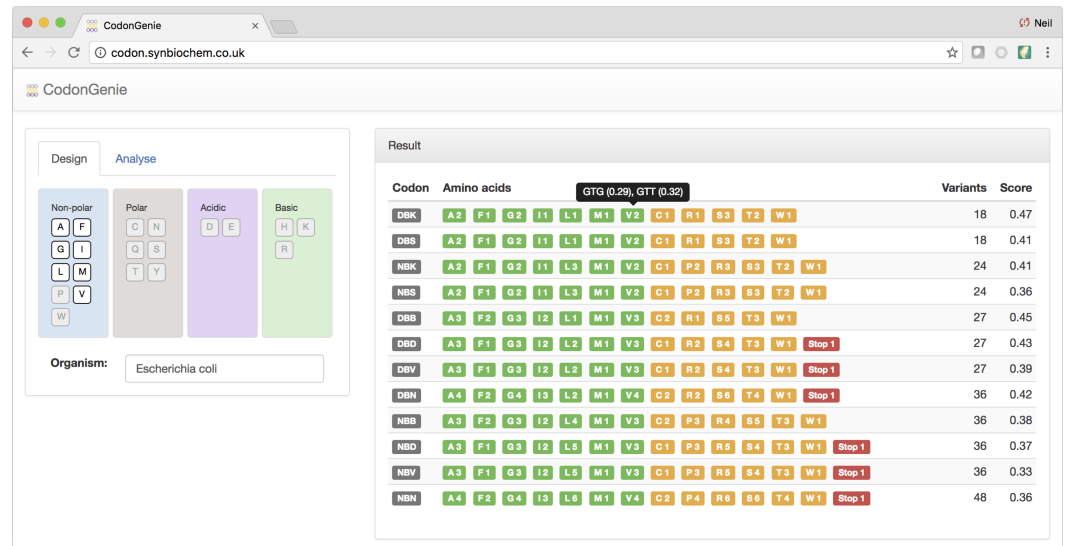 CodonGenie
Neil
codon.synbiochem.co.uk
CodonGenie
Design Analyse
Non-polar
A F
G I
L M
P V
W
Polar
C N
Q S
T Y
Acidic
D E
Basic
H K
R
Organism: Escherichia coli
Result
Codon Amino acids Variants Score
GTG (0.29), GTT (0.32)
DBK A 2 F 1 G 2 I 1 L 1 M 1 V 2 C 1 R 1 S 3 T 2 W 1 18 0.47
DBS A 2 F 1 G 2 I 1 L 1 M 1 V 2 C 1 R 1 S 3 T 2 W 1 18 0.41
NBK A 2 F 1 G 2 I 1 L 3 M 1 V 2 C 1 P 2 R 3 S 3 T 2 W 1 24 0.41
NBS A 2 F 1 G 2 I 1 L 3 M 1 V 2 C 1 P 2 R 3 S 3 T 2 W 1 24 0.36
DBB A 3 F 2 G 3 I 2 L 1 M 1 V 3 C 2 R 1 S 5 T 3 W 1 27 0.45
DBD A 3 F 1 G 3 I 2 L 2 M 1 V 3 C 1 R 2 S 4 T 3 W 1 Stop 1 27 0.43
DBV A 3 F 1 G 3 I 2 L 2 M 1 V 3 C 1 R 2 S 4 T 3 W 1 27 0.39
DBN A 4 F 2 G 4 I 3 L 2 M 1 V 4 C 2 R 2 S 6 T 4 W 1 Stop 1 36 0.42
NBB A 3 F 2 G 3 I 2 L 4 M 1 V 3 C 2 P 3 R 4 S 5 T 3 W 1 36 0.38
NBD A 3 F 1 G 3 I 2 L 5 M 1 V 3 C 1 P 3 R 5 S 4 T 3 W 1 Stop 1 36 0.37
NBV A 3 F 1 G 3 I 2 L 5 M 1 V 3 C 1 P 3 R 5 S 4 T 3 W 1 Stop 1 36 0.33
NBN A 4 F 2 G 4 I 3 L 6 M 1 V 4 C 2 P 4 R 6 S 6 T 4 W 1 Stop 1 48 0.36